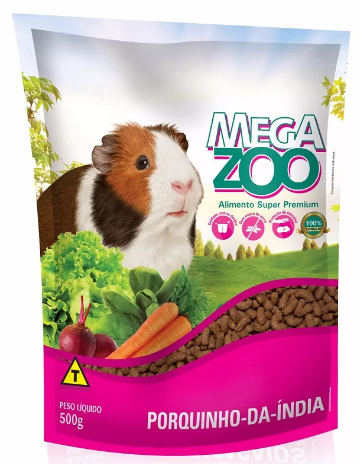 MEGA
ZOO
Alimento Super Premium
100%
T
PESO LÍQUIDO
500g
PORQUINHO-DA-ÍNDIA